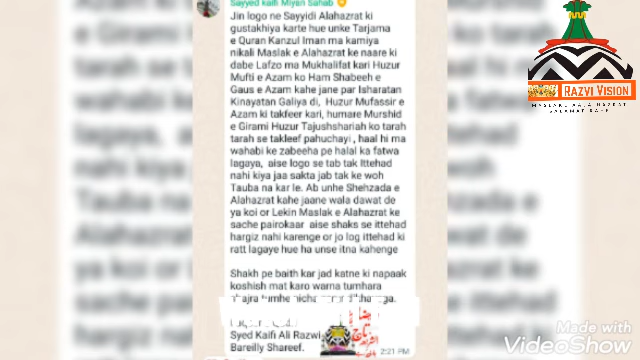 Sayyed kaifi Miyan Sahab
Jin logo ne Sayyidi Alahazrat ki
gustakhiya karte hue unke Tarjama
e Quran Kanzul Iman ma kamiya
nikali Maslak e Alahazrat ke naare ki
dabe Lafzo ma Mukhalifat kari Huzur
Mufti e Azam ko Ham Shabeeh e
Gaus e Azam kahe jane par Isharatan
Kinayatan Galiya di, Huzur Mufassir e
Azam ki takfeer kari, humare Murshid
e Girami Huzur Tajushshariah ko tarah
tarah se takleef pahuchayi, haal hi ma
wahabi ke zabeeha pe halal ka fatwa
lagaya, aise logo se tab tak Ittehad
nahi kiya jaa sakta jab tak ke woh
Tauba na kar le. Ab unhe Shehzada e
Alahazrat kahe jaane wala dawat de
ya koi or Lekin Maslak e Alahazrat ke
sache pairokaar aise shaks se ittehad
hargiz nahi karenge or jo log ittehad ki
ratt lagaye hue ha unse itna kahenge
Shakh pe baith kar jad katne ki napaak
koshish mat karo warna tumhara
Syed Kaifi Ali Razwi
Bareilly Shareef.
2:21 PM
RAZVI VISION
MASLAKE AALA HAZRAT
SALAMAT RAHE
Made with
VideoShow